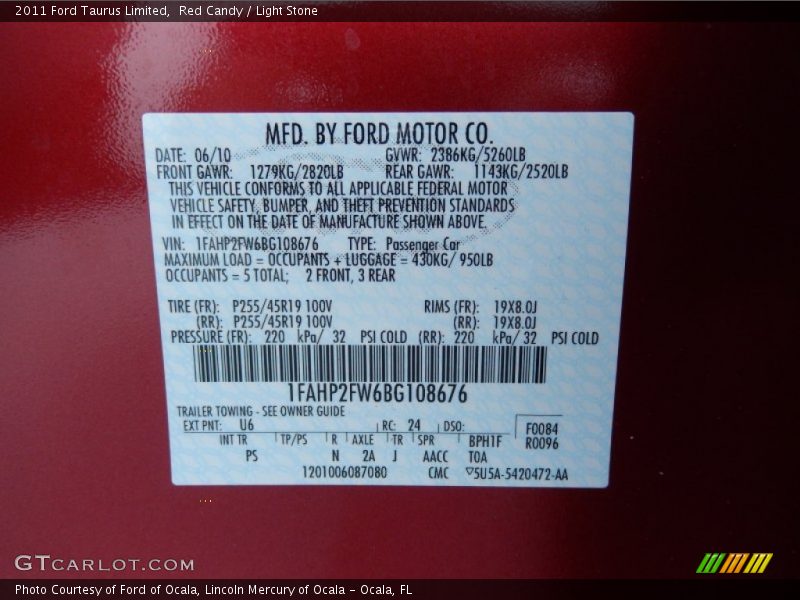 2011 Ford Taurus Limited,  Red Candy / Light Stone
MFD. BY FORD MOTOR CO.
DATE: 06/10 GVWR: 2386KG/5260LB
FRONT GAWR: 1279KG/2820LB REAR GAWR: 1143KG/2520LB
THIS VEHICLE CONFORMS TO ALL APPLICABLE FEDERAL MOTOR
VEHICLE SAFETY, BUMPER, AND THEFT PREVENTION STANDARDS
IN EFFECT ON THE DATE OF MANUFACTURE SHOWN ABOVE.
VIN: 1FAHP2FW6BG108676 TYPE: Passenger Car
MAXIMUM LOAD = OCCUPANTS + LUGGAGE = 430KG/ 950LB
OCCUPANTS = 5 TOTAL; 2 FRONT, 3 REAR
TIRE (FR): P255/45R19 100V RIMS (FR): 19X8.0J
(RR): P255/45R19 100V (RR): 19X8.0J
PRESSURE (FR): 220 kPa/ 32 PSI COLD (RR): 220 kPa/ 32 PSI COLD
1FAHP2FW6BG108676
TRAILER TOWING - SEE OWNER GUIDE
EXT PNT: U6 RC: 24 DSO: F0084
INT TR TP/PS R AXLE TR SPR BPH1F R0096
PS N 2A J AACC TOA
1201006087080 CMC ▽5U5A-5420472-AA
GTCARLOT.COM
Photo Courtesy of Ford of Ocala, Lincoln Mercury of Ocala - Ocala, FL